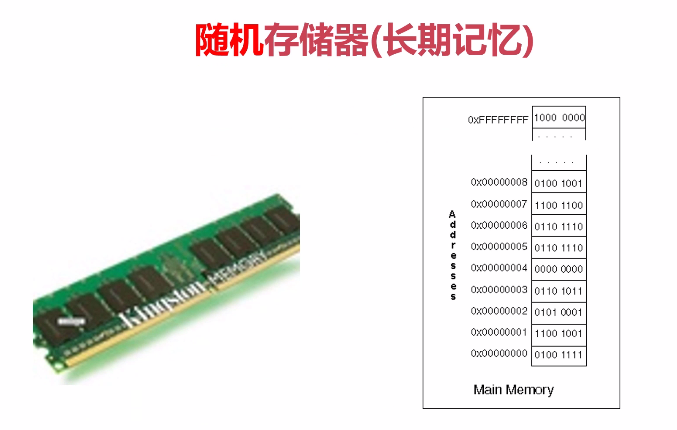 随机存储器(长期记忆)
Kingston MEMORY
0xFFFFFFFF 1000 0000
. . . . .
. . . . .
0x00000008 0100 1001
0x00000007 1100 1100
0x00000006 0110 1110
0x00000005 0110 1110
0x00000004 0000 0000
0x00000003 0110 1011
0x00000002 0101 0001
0x00000001 1100 1001
0x00000000 0100 1111
Addresses
Main Memory